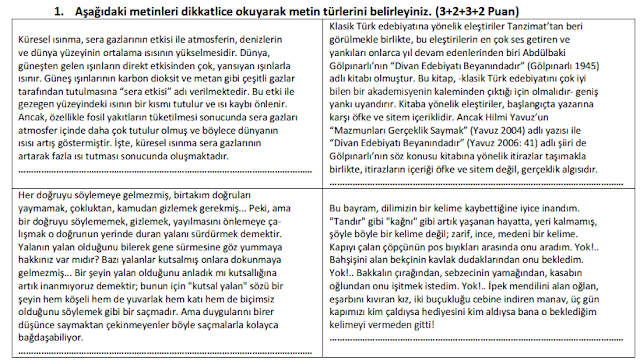 1. Aşağıdaki metinleri dikkatlice okuyarak metin türlerini belirleyiniz. (3+2+3+2 Puan)
Küresel ısınma, sera gazlarının etkisi ile atmosferin, denizlerin
ve dünya yüzeyinin ortalama ısısının yükselmesidir. Dünya,
güneşten gelen ışınların direkt etkisinden çok, yansıyan ışınlarla
ısınır. Güneş ışınlarının karbon dioksit ve metan gibi çeşitli gazlar
tarafından tutulmasına “sera etkisi” adı verilmektedir. Bu etki ile
gezegen yüzeyindeki ısının bir kısmı tutulur ve ısı kaybı önlenir.
Ancak, özellikle fosil yakıtların tüketilmesi sonucunda sera gazları
atmosfer içinde daha çok tutulur olmuş ve böylece dünyanın
ısısı artış göstermiştir. İşte, küresel ısınma sera gazlarının
artarak fazla ısı tutması sonucunda oluşmaktadır.
……………………………………………………………………………………
Klasik Türk edebiyatına yönelik eleştiriler Tanzimat’tan beri
görülmekle birlikte, bu eleştirilerin en çok ses getiren ve
yankıları onlarca yıl devam edenlerinden biri Abdülbaki
Gölpınarlı’nın “Divan Edebiyatı Beyanındadır” (Gölpınarlı 1945)
adlı kitabı olmuştur. Bu kitap, -klasik Türk edebiyatını çok iyi
bilen bir akademisyenin kaleminden çıktığı için olmalıdır- geniş
yankı uyandırır. Kitaba yönelik eleştiriler, başlangıçta yazarına
karşı öfke ve sitem içeriklidir. Ancak Hilmi Yavuz’un
“Mazmunları Gerçeklik Saymak” (Yavuz 2004) adlı yazısı ile
“Divan Edebiyatı Beyanındadır” (Yavuz 2006: 41) adlı şiiri de
Gölpınarlı’nın söz konusu kitabına yönelik itirazlar taşımakla
birlikte, itirazların içeriği öfke ve sitem değil, gerçeklik algısıdır.
……………………………………………………………………………………
Her doğruyu söylemeye gelmezmiş, birtakım doğruları
yaymamak, çokluktan, kamudan gizlemek gerekmiş... Peki, ama
bir doğruyu söylememek, gizlemek, yayılmasını önlemeye ça-
lışmak o doğrunun yerinde duran yalanı sürdürmek demektir.
Yalanın yalan olduğunu bilerek gene sürmesine göz yummaya
hakkınız var mıdır? Bazı yalanlar kutsalmış onlara dokunmaya
gelmezmiş... Bir şeyin yalan olduğunu anladık mı kutsallığına
artık inanmıyoruz demektir; bunun için "kutsal yalan" sözü bir
şeyin hem köşeli hem de yuvarlak hem katı hem de biçimsiz
olduğunu söylemek gibi bir saçmadır. Ama duygularını birer
düşünce saymaktan çekinmeyenler böyle saçmalarla kolayca
bağdaşabiliyor.
……………………………………………………………………………………
Bu bayram, dilimizin bir kelime kaybettiğine iyice inandım.
"Tandır" gibi "kağnı" gibi artık yaşanan hayatta, yeri kalmamış,
şöyle böyle bir kelime değil; zarif, ince, medeni bir kelime.
Kapıyı çalan çöpçünün pos bıyıkları arasında onu aradım. Yok!..
Bahşişini alan bekçinin kavlak dudaklarından onu bekledim.
Yok!.. Bakkalın çırağından, sebzecinin yamağından, kasabın
oğlundan onu işitmek istedim. Yok!.. İpek mendilini alan oğlan,
eşarbını kıvıran kız, iki buçukluğu cebine indiren manav, üç gün
kapımızı kim çaldıysa hediyesini kim aldıysa bana o beklediğim
kelimeyi vermeden gitti!
……………………………………………………………………………………